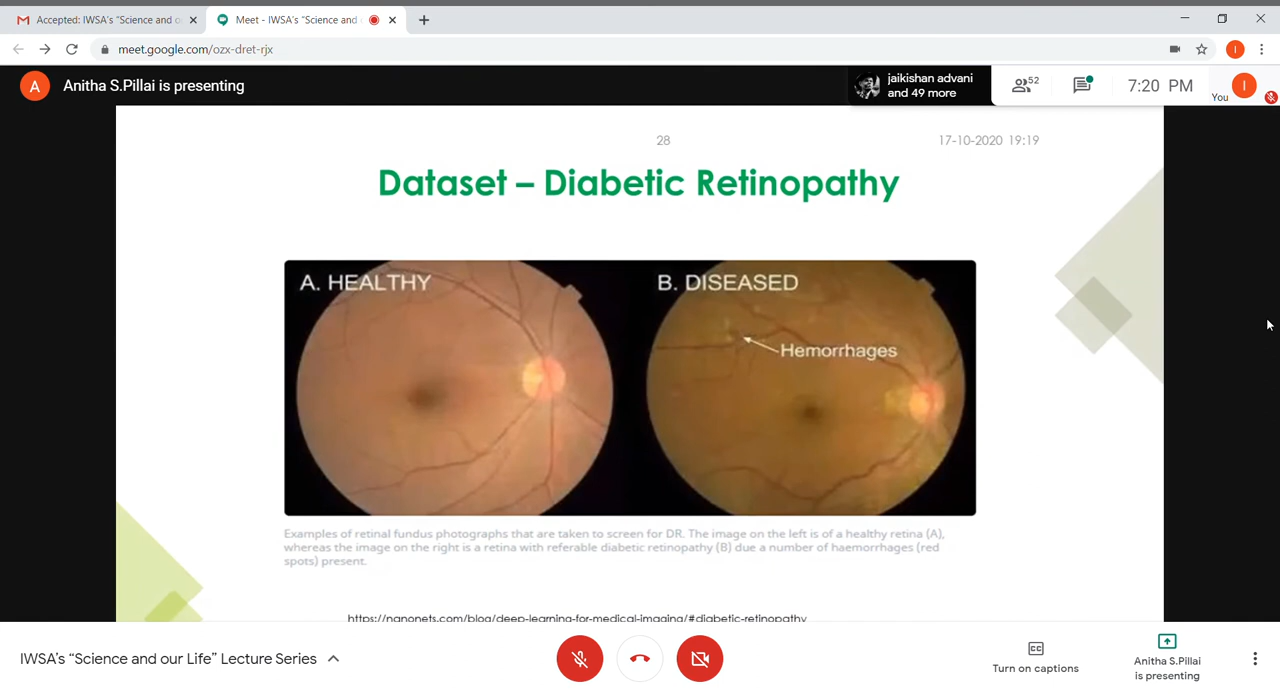 Accepted: IWSA's "Science and o
Meet - IWSA's "Science and
meet.google.com/ozx-dret-rjx
A
Anitha S.Pillai is presenting
jaikishan advani
and 49 more
52
7:20 PM
You
I
28
17-10-2020 19:19
Dataset – Diabetic Retinopathy
A. HEALTHY
B. DISEASED
Hemorrhages
Examples of retinal fundus photographs that are taken to screen for DR. The image on the left is of a healthy retina (A),
whereas the image on the right is a retina with referable diabetic retinopathy (B) due a number of haemorrhages (red
spots) present.
https://nanonets.com/blog/deep-learning-for-medical-imaging/#diabetic-retinopathy
IWSA's "Science and our Life" Lecture Series
CC
Turn on captions
Anitha S.Pillai
is presenting